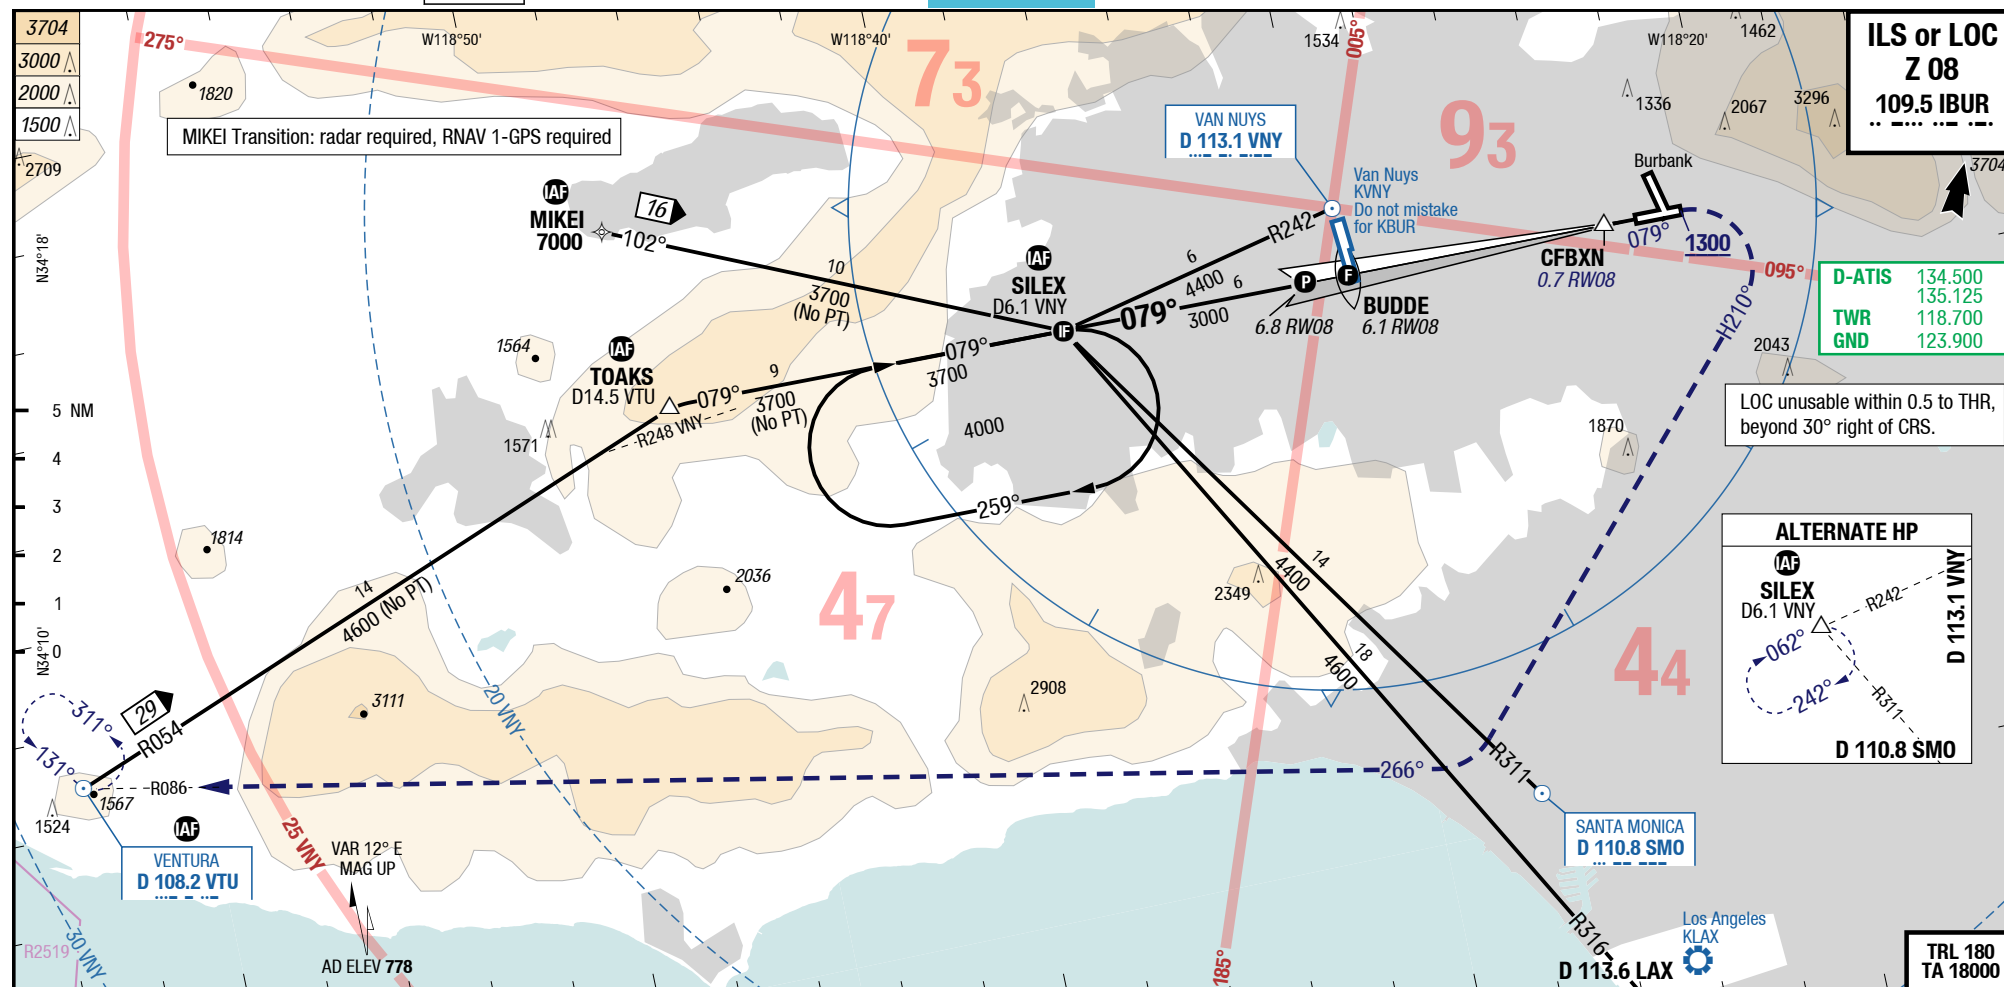 3704
3000
2000
1500
2709
275°
1820
MIKEI Transition: radar required, RNAV 1-GPS required
W118°50'
W118°40'
73
1534
005°
W118°20'
1462
ILS or LOC
Z 08
109.5 IBUR
VAN NUYS
D 113.1 VNY
93
1336
2067
3296
3704
Burbank
Van Nuys
KVNY
Do not mistake
for KBUR
IAF
MIKEI
7000
16
102°
10
3700
(No PT)
IAF
SILEX
D6.1 VNY
IF
R242
6
4400
6
079°
3000
P
6.8 RW08
F
BUDDE
6.1 RW08
CFBXN
0.7 RW08
079°
1300
095°
H210°
D-ATIS 134.500
135.125
TWR 118.700
GND 123.900
2043
N34°18'
1564
IAF
TOAKS
D14.5 VTU
079°
9
3700
(No PT)
R248 VNY
079°
3700
4000
259°
1571
5 NM
4
3
2
1
0
N34°10'
1814
14
4600 (No PT)
2036
47
2349
14
4400
18
4600
1870
LOC unusable within 0.5 to THR,
beyond 30° right of CRS.
ALTERNATE HP
IAF
SILEX
D6.1 VNY
R242
D 113.1 VNY
062°
242°
R311
D 110.8 SMO
44
2908
3111
20 VNY
29
R054
311°
131°
R086
1567
1524
IAF
VENTURA
D 108.2 VTU
25 VNY
VAR 12° E
MAG UP
266°
R311
SANTA MONICA
D 110.8 SMO
R316
D 113.6 LAX
Los Angeles
KLAX
185°
R2519
30 VNY
AD ELEV 778
TRL 180
TA 18000